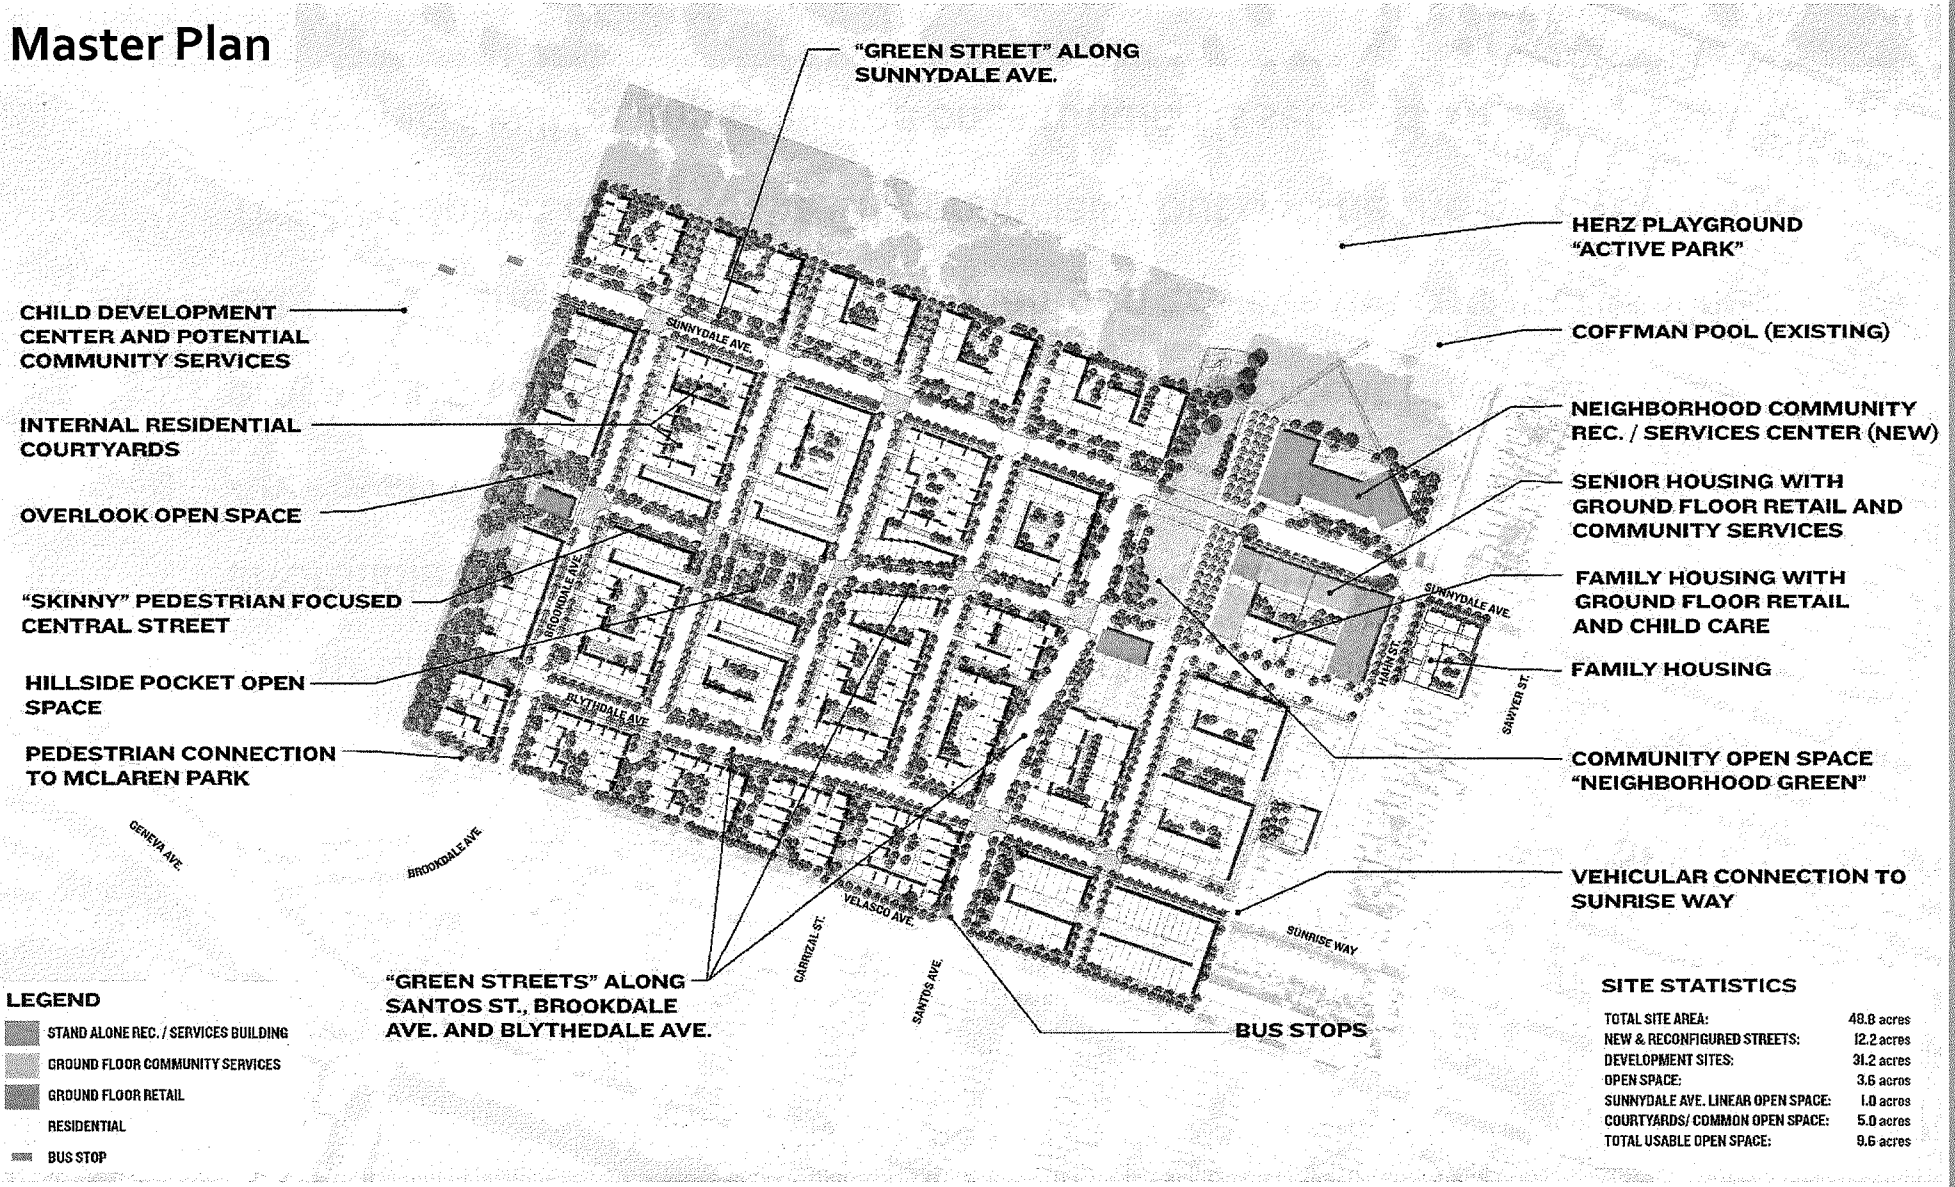 Master Plan
“GREEN STREET” ALONG
SUNNYDALE AVE.
HERZ PLAYGROUND
“ACTIVE PARK”
COFFMAN POOL (EXISTING)
NEIGHBORHOOD COMMUNITY
REC. / SERVICES CENTER (NEW)
SENIOR HOUSING WITH
GROUND FLOOR RETAIL AND
COMMUNITY SERVICES
FAMILY HOUSING WITH
GROUND FLOOR RETAIL
AND CHILD CARE
FAMILY HOUSING
COMMUNITY OPEN SPACE
“NEIGHBORHOOD GREEN”
VEHICULAR CONNECTION TO
SUNRISE WAY
CHILD DEVELOPMENT
CENTER AND POTENTIAL
COMMUNITY SERVICES
INTERNAL RESIDENTIAL
COURTYARDS
OVERLOOK OPEN SPACE
“SKINNY” PEDESTRIAN FOCUSED
CENTRAL STREET
HILLSIDE POCKET OPEN
SPACE
PEDESTRIAN CONNECTION
TO MCLAREN PARK
SUNNYDALE AVE.
BROOKDALE AVE.
BLYTHDALE AVE.
SUNNYDALE AVE.
HAHN ST.
SAWYER ST.
GENEVA AVE.
BROOKDALE AVE.
VELASCO AVE.
CARRIZAL ST.
SANTOS AVE.
SUNRISE WAY
“GREEN STREETS” ALONG
SANTOS ST., BROOKDALE
AVE. AND BLYTHEDALE AVE.
BUS STOPS
LEGEND
STAND ALONE REC. / SERVICES BUILDING
GROUND FLOOR COMMUNITY SERVICES
GROUND FLOOR RETAIL
RESIDENTIAL
BUS STOP
SITE STATISTICS
TOTAL SITE AREA: 48.8 acres
NEW & RECONFIGURED STREETS: 12.2 acres
DEVELOPMENT SITES: 31.2 acres
OPEN SPACE: 3.6 acres
SUNNYDALE AVE. LINEAR OPEN SPACE: 1.0 acres
COURTYARDS/ COMMON OPEN SPACE: 5.0 acres
TOTAL USABLE OPEN SPACE: 9.6 acres